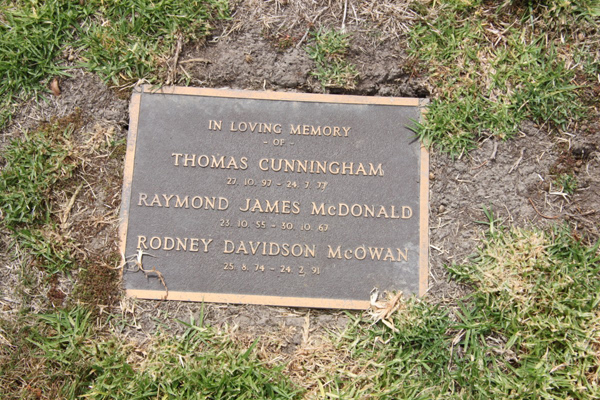 IN LOVING MEMORY
- OF -
THOMAS CUNNINGHAM
27.10.97 - 24.7.77
RAYMOND JAMES McDONALD
23.10.55 - 30.10.67
RODNEY DAVIDSON McOWAN
25.8.74 - 24.2.91